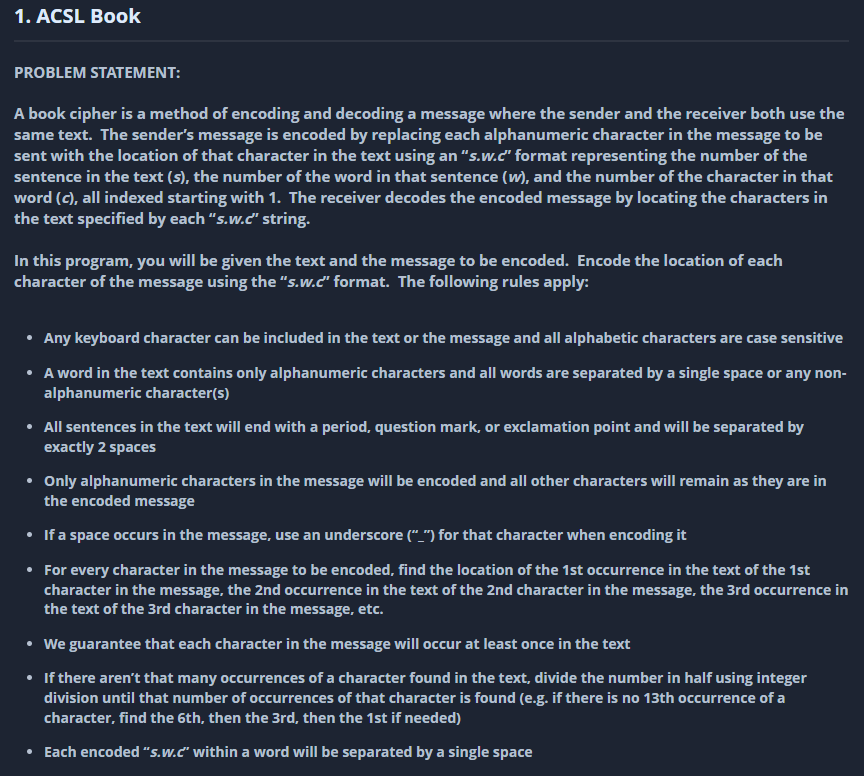 1. ACSL Book
PROBLEM STATEMENT:
A book cipher is a method of encoding and decoding a message where the sender and the receiver both use the
same text.  The sender's message is encoded by replacing each alphanumeric character in the message to be
sent with the location of that character in the text using an “s.w.c” format representing the number of the
sentence in the text (s), the number of the word in that sentence (w), and the number of the character in that
word (c), all indexed starting with 1.  The receiver decodes the encoded message by locating the characters in
the text specified by each “s.w.c” string.
In this program, you will be given the text and the message to be encoded.  Encode the location of each
character of the message using the “s.w.c” format.  The following rules apply:
• Any keyboard character can be included in the text or the message and all alphabetic characters are case sensitive
• A word in the text contains only alphanumeric characters and all words are separated by a single space or any non-
alphanumeric character(s)
• All sentences in the text will end with a period, question mark, or exclamation point and will be separated by
exactly 2 spaces
• Only alphanumeric characters in the message will be encoded and all other characters will remain as they are in
the encoded message
• If a space occurs in the message, use an underscore (“_”) for that character when encoding it
• For every character in the message to be encoded, find the location of the 1st occurrence in the text of the 1st
character in the message, the 2nd occurrence in the text of the 2nd character in the message, the 3rd occurrence in
the text of the 3rd character in the message, etc.
• We guarantee that each character in the message will occur at least once in the text
• If there aren't that many occurrences of a character found in the text, divide the number in half using integer
division until that number of occurrences of that character is found (e.g. if there is no 13th occurrence of a
character, find the 6th, then the 3rd, then the 1st if needed)
• Each encoded “s.w.c” within a word will be separated by a single space